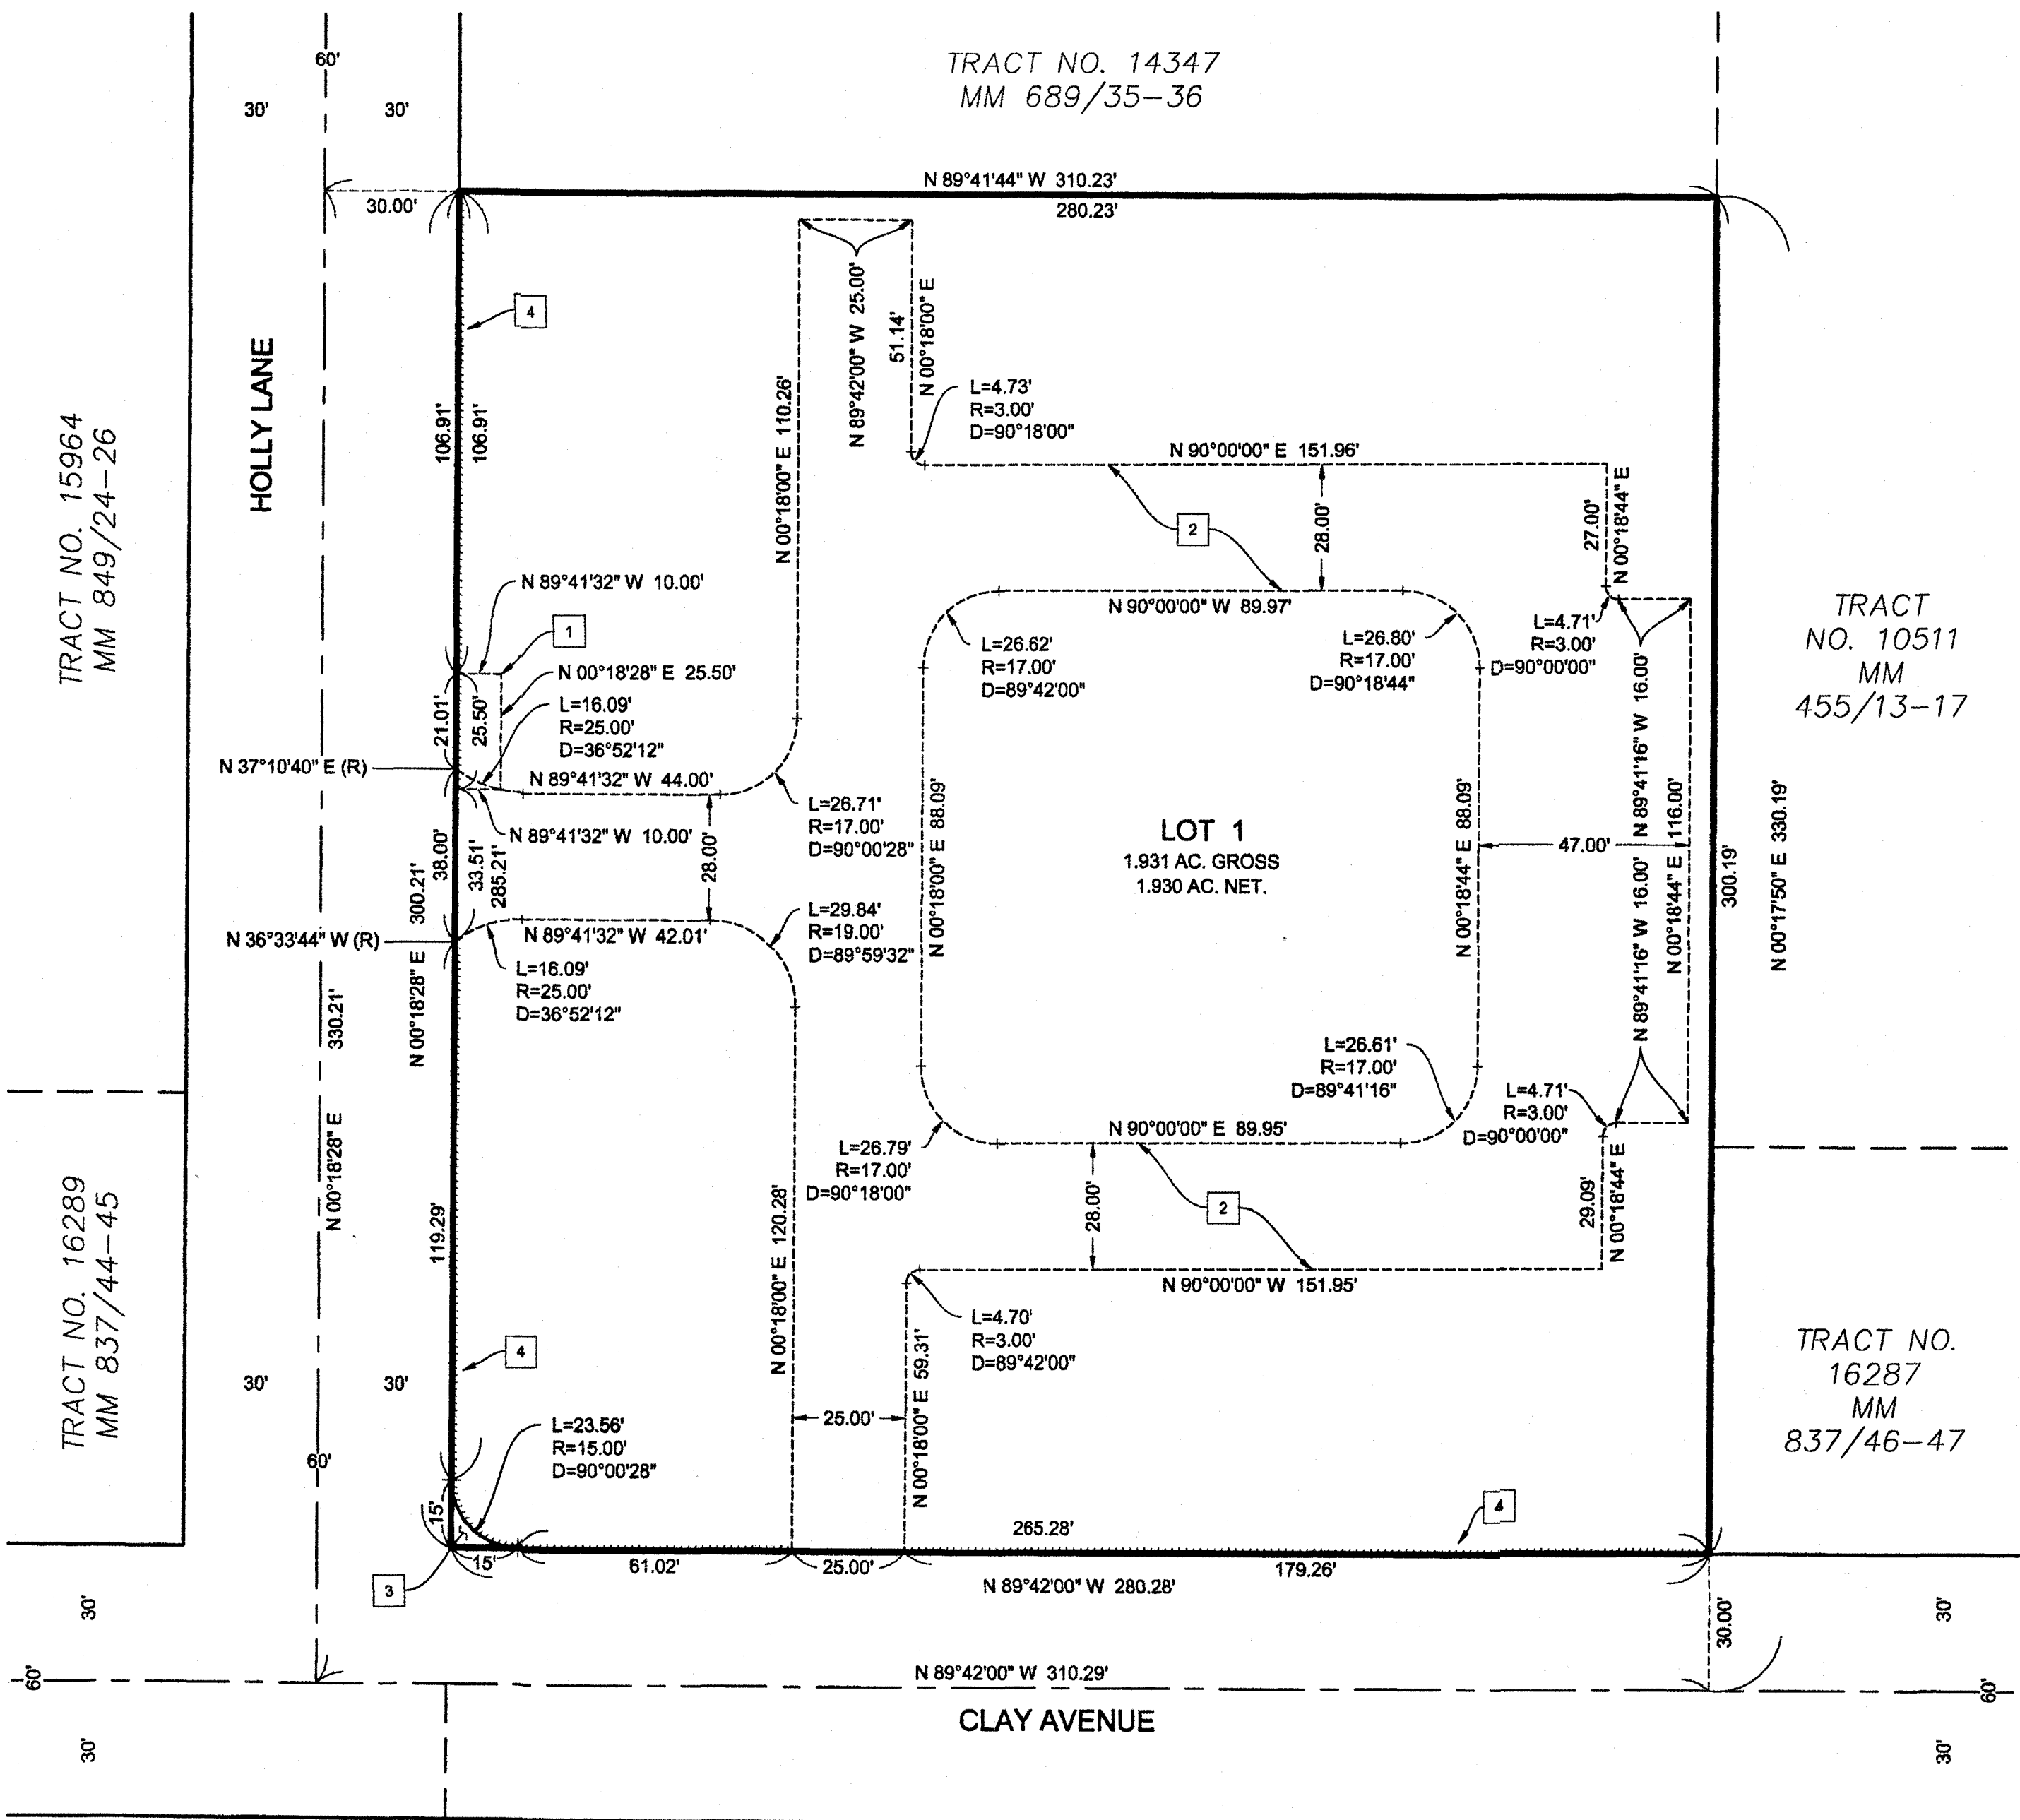 60'
30'
30'
TRACT NO. 14347
MM 689/35-36
N 89°41'44" W 310.23'
280.23'
30.00'
4
HOLLY LANE
TRACT NO. 15964
MM 849/24-26
106.91'
106.91'
N 00°18'00" E 110.26'
N 89°42'00" W 25.00'
51.14'
N 00°18'00" E
L=4.73'
R=3.00'
D=90°18'00"
N 90°00'00" E 151.96'
2
28.00'
27.00'
N 00°18'44" E
N 89°41'32" W 10.00'
1
N 00°18'28" E 25.50'
L=16.09'
R=25.00'
D=36°52'12"
21.01'
25.50'
N 37°10'40" E (R)
N 89°41'32" W 44.00'
N 89°41'32" W 10.00'
L=26.71'
R=17.00'
D=90°00'28"
N 90°00'00" W 89.97'
L=26.62'
R=17.00'
D=89°42'00"
L=26.80'
R=17.00'
D=90°18'44"
L=4.71'
R=3.00'
D=90°00'00"
N 89°41'16" W 16.00'
TRACT
NO. 10511
MM
455/13-17
N 00°18'00" E 88.09'
LOT 1
1.931 AC. GROSS
1.930 AC. NET.
N 00°18'44" E 88.09'
47.00'
N 00°18'44" E 116.00'
300.19'
N 00°17'50" E 330.19'
38.00'
33.51'
285.21'
28.00'
N 00°18'28" E 300.21'
N 36°33'44" W (R)
N 89°41'32" W 42.01'
L=29.84'
R=19.00'
D=89°59'32"
L=16.09'
R=25.00'
D=36°52'12"
N 00°18'28" E 330.21'
N 89°41'16" W 16.00'
L=26.61'
R=17.00'
D=89°41'16"
L=4.71'
R=3.00'
D=90°00'00"
N 90°00'00" E 89.95'
L=26.79'
R=17.00'
D=90°18'00"
28.00'
2
29.09'
N 00°18'44" E
TRACT NO. 16289
MM 837/44-45
119.29'
N 00°18'00" E 120.28'
N 90°00'00" W 151.95'
L=4.70'
R=3.00'
D=89°42'00"
N 00°18'00" E 59.31'
TRACT NO.
16287
MM
837/46-47
4
30'
30'
60'
25.00'
L=23.56'
R=15.00'
D=90°00'28"
15'
15'
3
265.28'
4
61.02'
25.00'
179.26'
N 89°42'00" W 280.28'
30'
30.00'
30'
60'
N 89°42'00" W 310.29'
60'
CLAY AVENUE
30'
30'